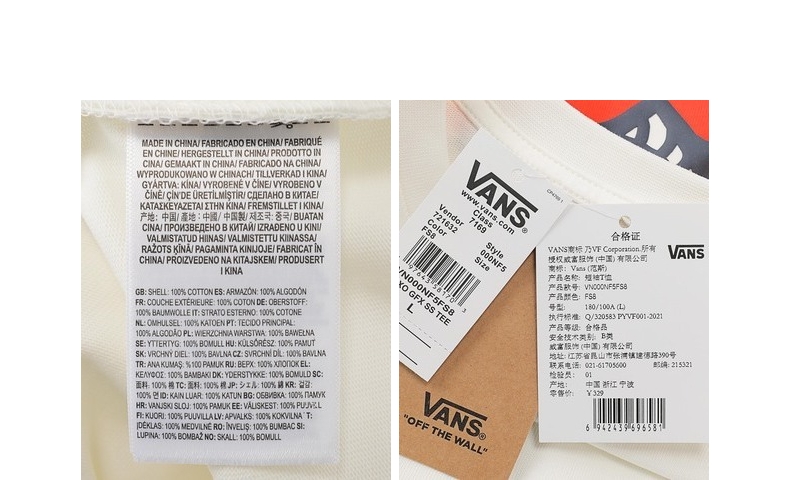 MADE IN CHINA/ FABRICADO EN CHINA/ FABRIQUÉ
EN CHINE/ HERGESTELLT IN CHINA/ PRODOTTO IN
CINA/ GEMAAKT IN CHINA/ FABRICADO NA CHINA/
WYPRODUKOWANO W CHINACH/ TILLVERKAD I KINA/
GYÁRTVA: KÍNA/ VYROBENÉ V ČÍNE/ VYROBENO V
ČÍNĚ/ ÇİN'DE ÜRETİLMİŞTİR/ СДЕЛАНО В КИТАЕ/
ΚΑΤΑΣΚΕΥΑΖΕΤΑΙ ΣΤΗΝ ΚΙΝΑ/ FREMSTILLET I KINA/
产地: 中国/ 產地: 中國/ 中国製/ 제조국: 중국/ BUATAN
CINA/ ПРОИЗВЕДЕНО В КИТАЙ/ IZRAĐENO U KINI/
VALMISTATUD HIINAS/ VALMISTETTU KIINASSA/
RAŽOTS ĶĪNĀ/ PAGAMINTA KINIJOJE/ FABRICAT ÎN
CHINA/ PROIZVEDENO NA KITAJSKEM/ PRODUSERT
I KINA
GB: SHELL: 100% COTTON ES: ARMAZÓN: 100% ALGODÓN
FR: COUCHE EXTÉRIEURE: 100% COTON DE: OBERSTOFF:
100% BAUMWOLLE IT: STRATO ESTERNO: 100% COTONE
NL: OMHULSEL: 100% KATOEN PT: TECIDO PRINCIPAL:
100% ALGODÃO PL: WIERZCHNIA WARSTWA: 100% BAWEŁNA
SE: YTTERTYG: 100% BOMULL HU: KÜLSŐRÉSZ: 100% PAMUT
SK: VRCHNÝ DIEL: 100% BAVLNA CZ: SVRCHNÍ DÍL: 100% BAVLNA
TR: ANA KUMAŞ: %100 PAMUK RU: ВЕРХ: 100% ХЛОПОК EL:
ΚΕΛΥΦΟΣ: 100% ΒΑΜΒΑΚΙ DK: YDERSTYKKE: 100% BOMULD SC:
面料: 100% 棉 TC: 面料: 100% 棉 JP: シェル: 100% 綿 KR: 겉감:
100% 면 ID: KAIN LUAR: 100% KATUN BG: ОБВИВКА: 100% ПАМУК
HR: VANJSKI SLOJ: 100% PAMUK EE: VÄLISKEST: 100% PUUVILL
FI: KUORI: 100% PUUVILLA LV: APVALKS: 100% KOKVILNA LT:
ĮDĖKLAS: 100% MEDVILNĖ RO: ÎNVELIȘ: 100% BUMBAC SI:
LUPINA: 100% BOMBAŽ NO: SKALL: 100% BOMULL
VANS®
www.vans.com
Vendor
721632
Class
7169
Color
FS8
Style
000NF5
Size
VN000NF5FS8
XO GFX SS TEE
L
VANS®
"OFF THE WALL"
合格证
VANS
VANS商标 乃VF Corporation.所有
授权威富服饰 (中国) 有限公司
商标: Vans (范斯)
产品名称: 短袖T恤
产品款号: VN000NF5FS8
产品颜色: FS8
号型: 180/100A (L)
执行标准: Q/320583 PYVF001-2021
产品等级: 合格品
安全技术类别: B类
威富服饰 (中国) 有限公司
地址: 江苏省昆山市张浦镇建德路390号
联系电话: 021-61705600 邮编: 215321
检验员: 01
产地: 中国 浙江 宁波
零售价: ¥329
6 942439 696581